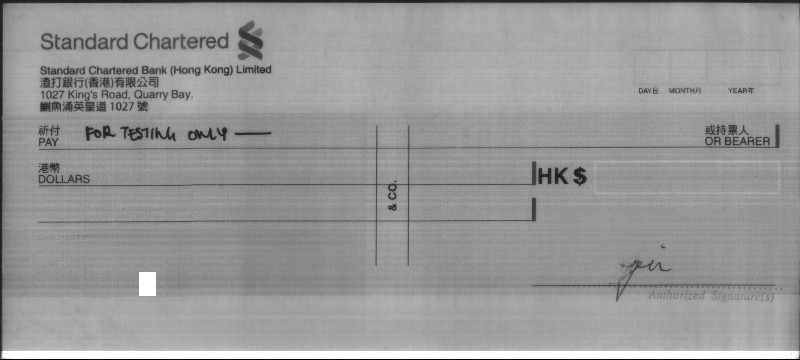 Standard Chartered
Standard Chartered Bank (Hong Kong) Limited
渣打銀行(香港)有限公司
1027 King's Road, Quarry Bay.
鰂魚涌英皇道 1027 號
DAY日 MONTH月 YEAR年
祈付
PAY
FOR TESTING ONLY
或持票人
OR BEARER
港幣
DOLLARS
HK $
& CO.
Authorized Signature(s)